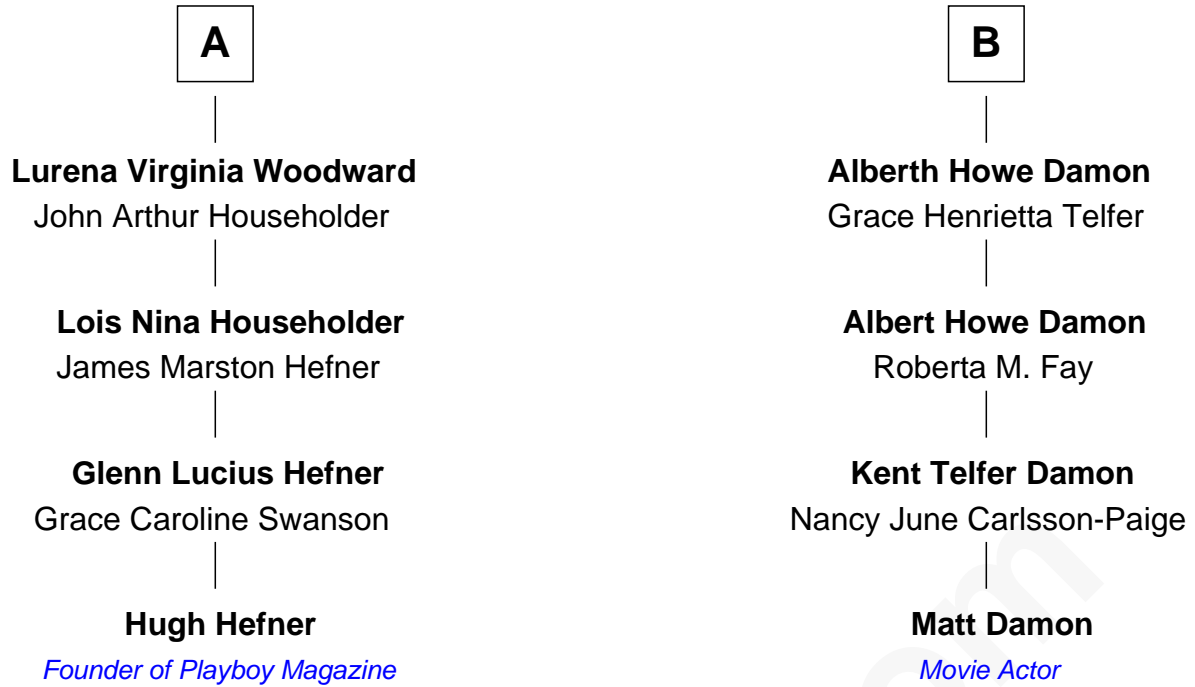 A
Lurena Virginia Woodward
John Arthur Householder
Lois Nina Householder
James Marston Hefner
Glenn Lucius Hefner
Grace Caroline Swanson
Hugh Hefner
Founder of Playboy Magazine
B
Alberth Howe Damon
Grace Henrietta Telfer
Albert Howe Damon
Roberta M. Fay
Kent Telfer Damon
Nancy June Carlsson-Paige
Matt Damon
Movie Actor